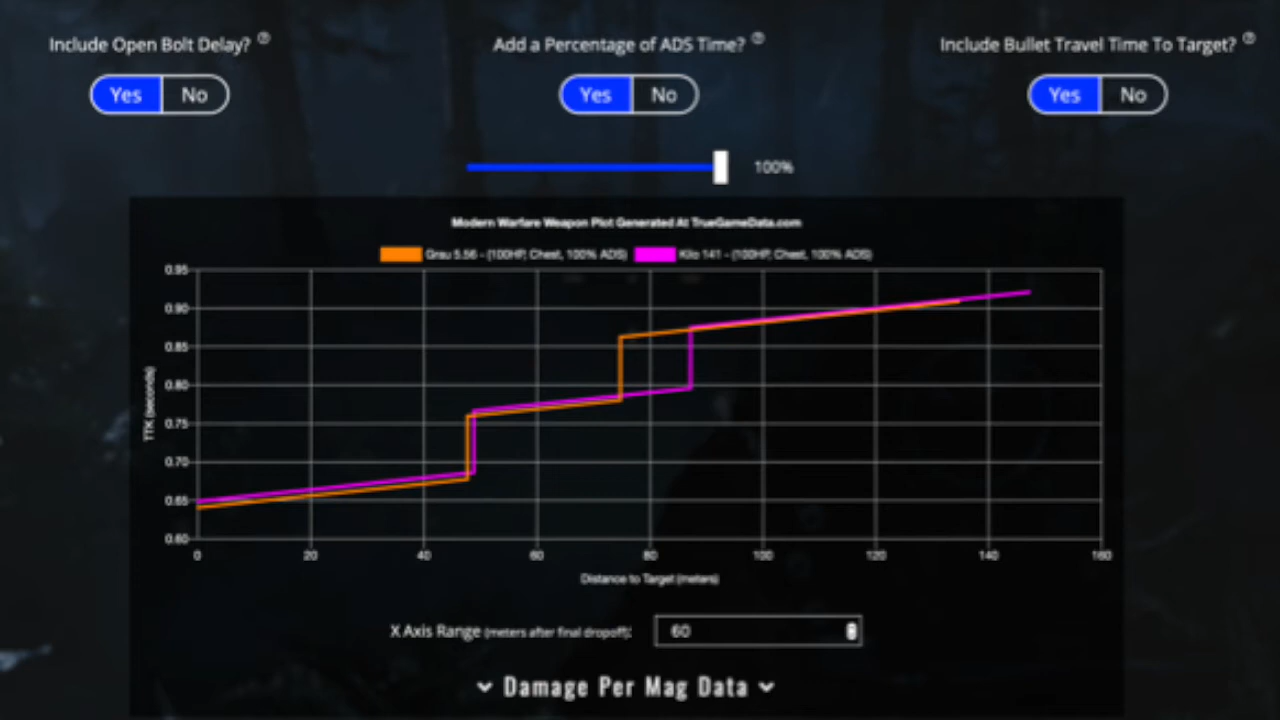 Include Open Bolt Delay?
Add a Percentage of ADS Time?
Include Bullet Travel Time To Target?
Yes No
Yes No
Yes No
100%
Modern Warfare Weapon Plot Generated At TrueGameData.com
Grau 5.56 - (100HP, Chest, 100% ADS) Kilo 141 - (100HP, Chest, 100% ADS)
0.95
0.90
0.85
0.80
0.75
0.70
0.65
0.60
TTK (seconds)
0 20 40 60 80 100 120 140 160
Distance to Target (meters)
X Axis Range (meters after final dropoff): 60
Damage Per Mag Data